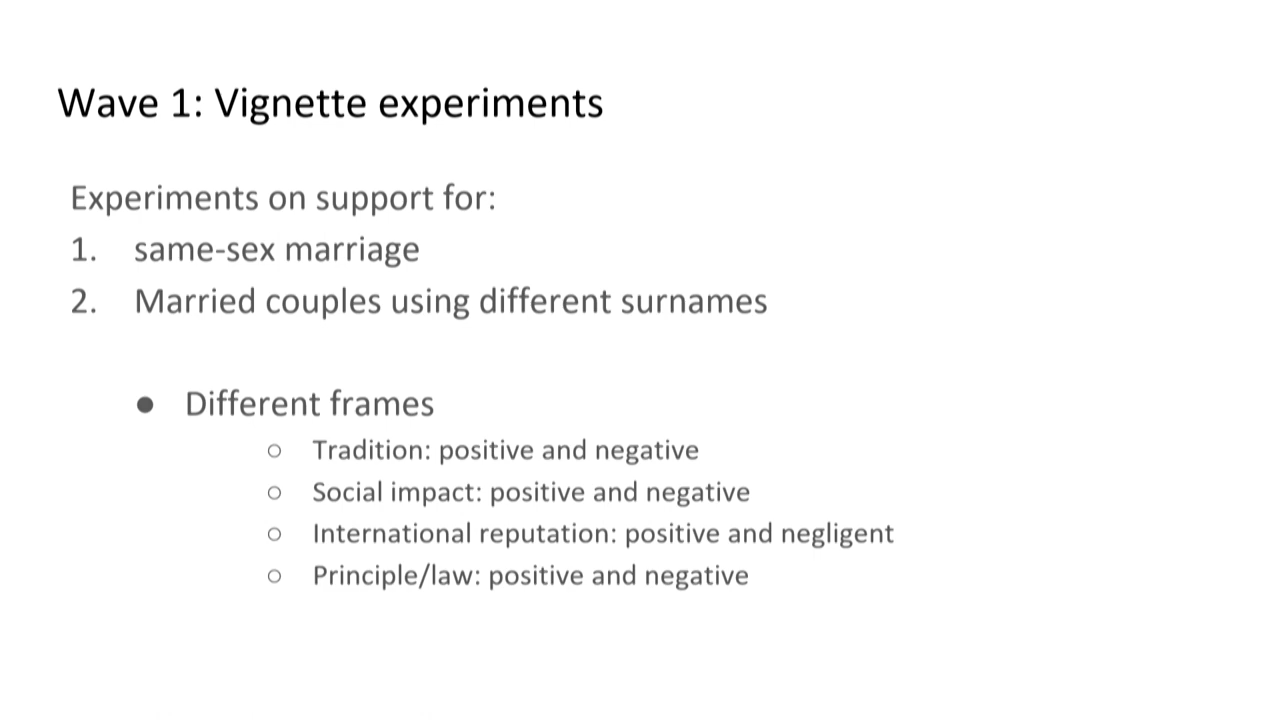 Wave 1: Vignette experiments
Experiments on support for:
1. same-sex marriage
2. Married couples using different surnames
● Different frames
○ Tradition: positive and negative
○ Social impact: positive and negative
○ International reputation: positive and negligent
○ Principle/law: positive and negative